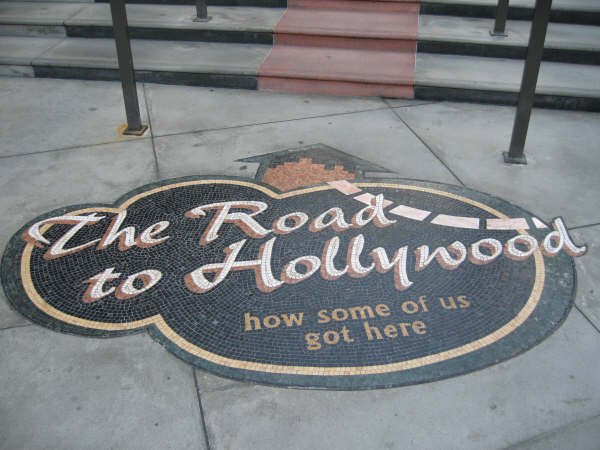 The Road
to Hollywood
how some of us
got here